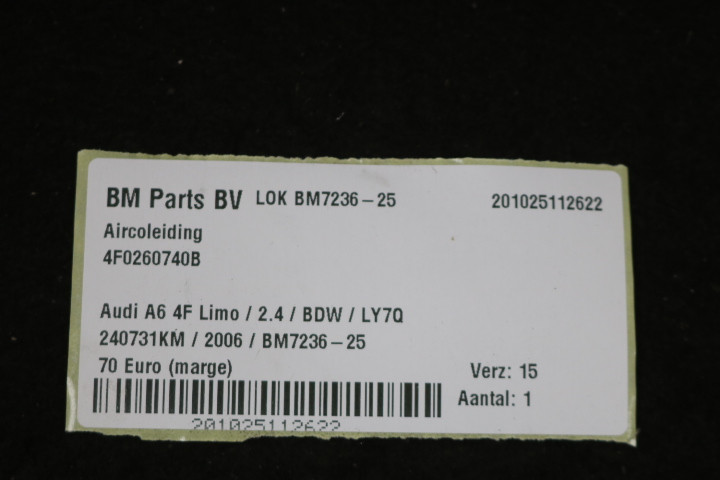 BM Parts BV LOK BM7236-25 201025112622
Aircoleiding
4F0260740B
Audi A6 4F Limo / 2.4 / BDW / LY7Q
240731KM / 2006 / BM7236-25
70 Euro (marge) Verz: 15
Aantal: 1
201025112622